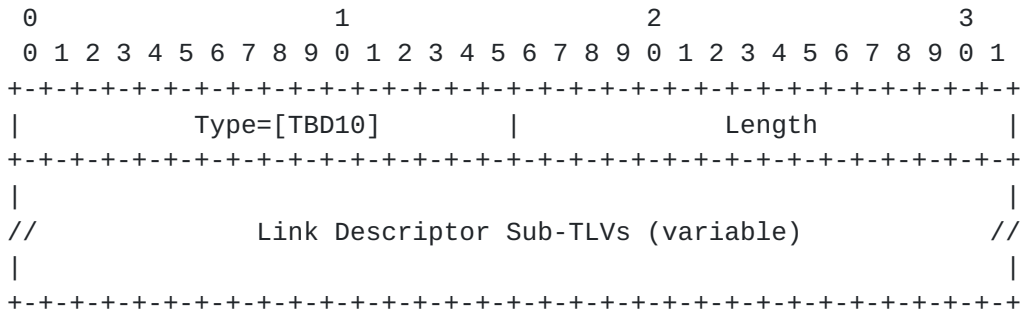 0                   1                   2                   3
 0 1 2 3 4 5 6 7 8 9 0 1 2 3 4 5 6 7 8 9 0 1 2 3 4 5 6 7 8 9 0 1
+-+-+-+-+-+-+-+-+-+-+-+-+-+-+-+-+-+-+-+-+-+-+-+-+-+-+-+-+-+-+-+-+
|           Type=[TBD10]        |             Length            |
+-+-+-+-+-+-+-+-+-+-+-+-+-+-+-+-+-+-+-+-+-+-+-+-+-+-+-+-+-+-+-+-+
|                                                               |
//              Link Descriptor Sub-TLVs (variable)            //
|                                                               |
+-+-+-+-+-+-+-+-+-+-+-+-+-+-+-+-+-+-+-+-+-+-+-+-+-+-+-+-+-+-+-+-+